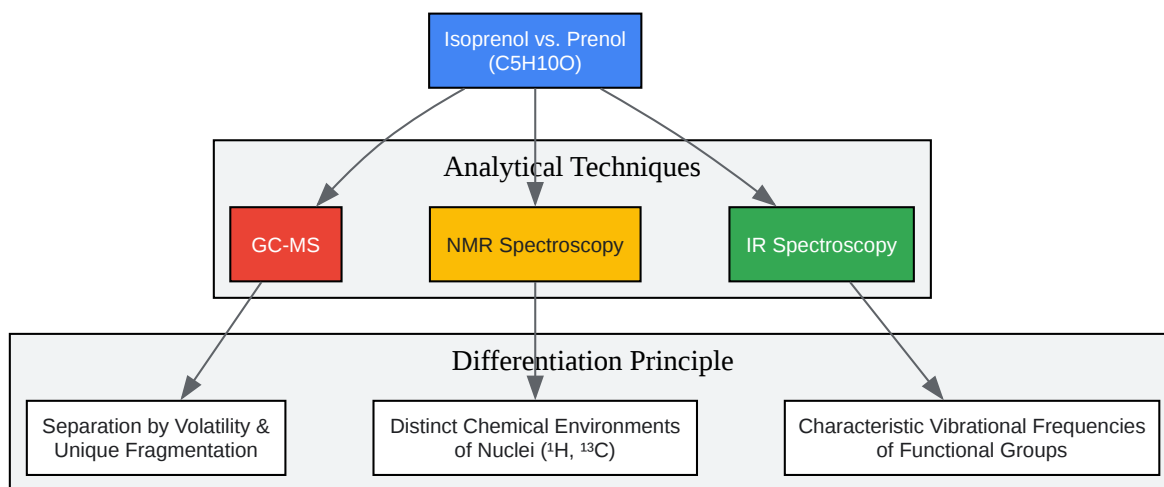 Isoprenol vs. Prenol
(C5H10O)
Analytical Techniques
GC-MS
NMR Spectroscopy
IR Spectroscopy
Differentiation Principle
Separation by Volatility &
Unique Fragmentation
Distinct Chemical Environments
of Nuclei (¹H, ¹³C)
Characteristic Vibrational Frequencies
of Functional Groups